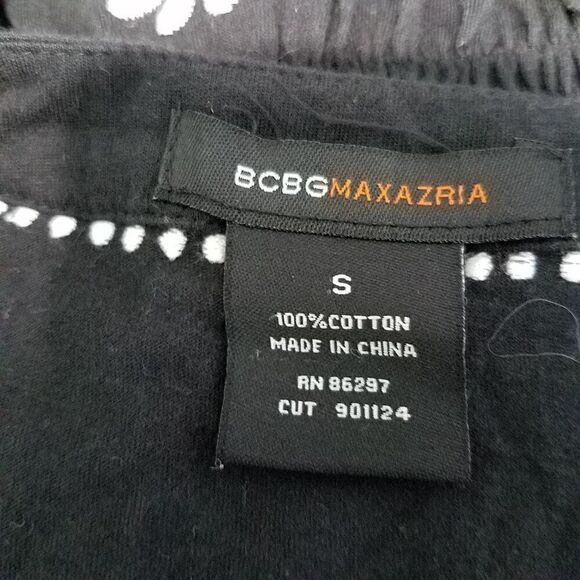 BCBGMAXAZRIA
S
100%COTTON
MADE IN CHINA
RN 86297
CUT 901124